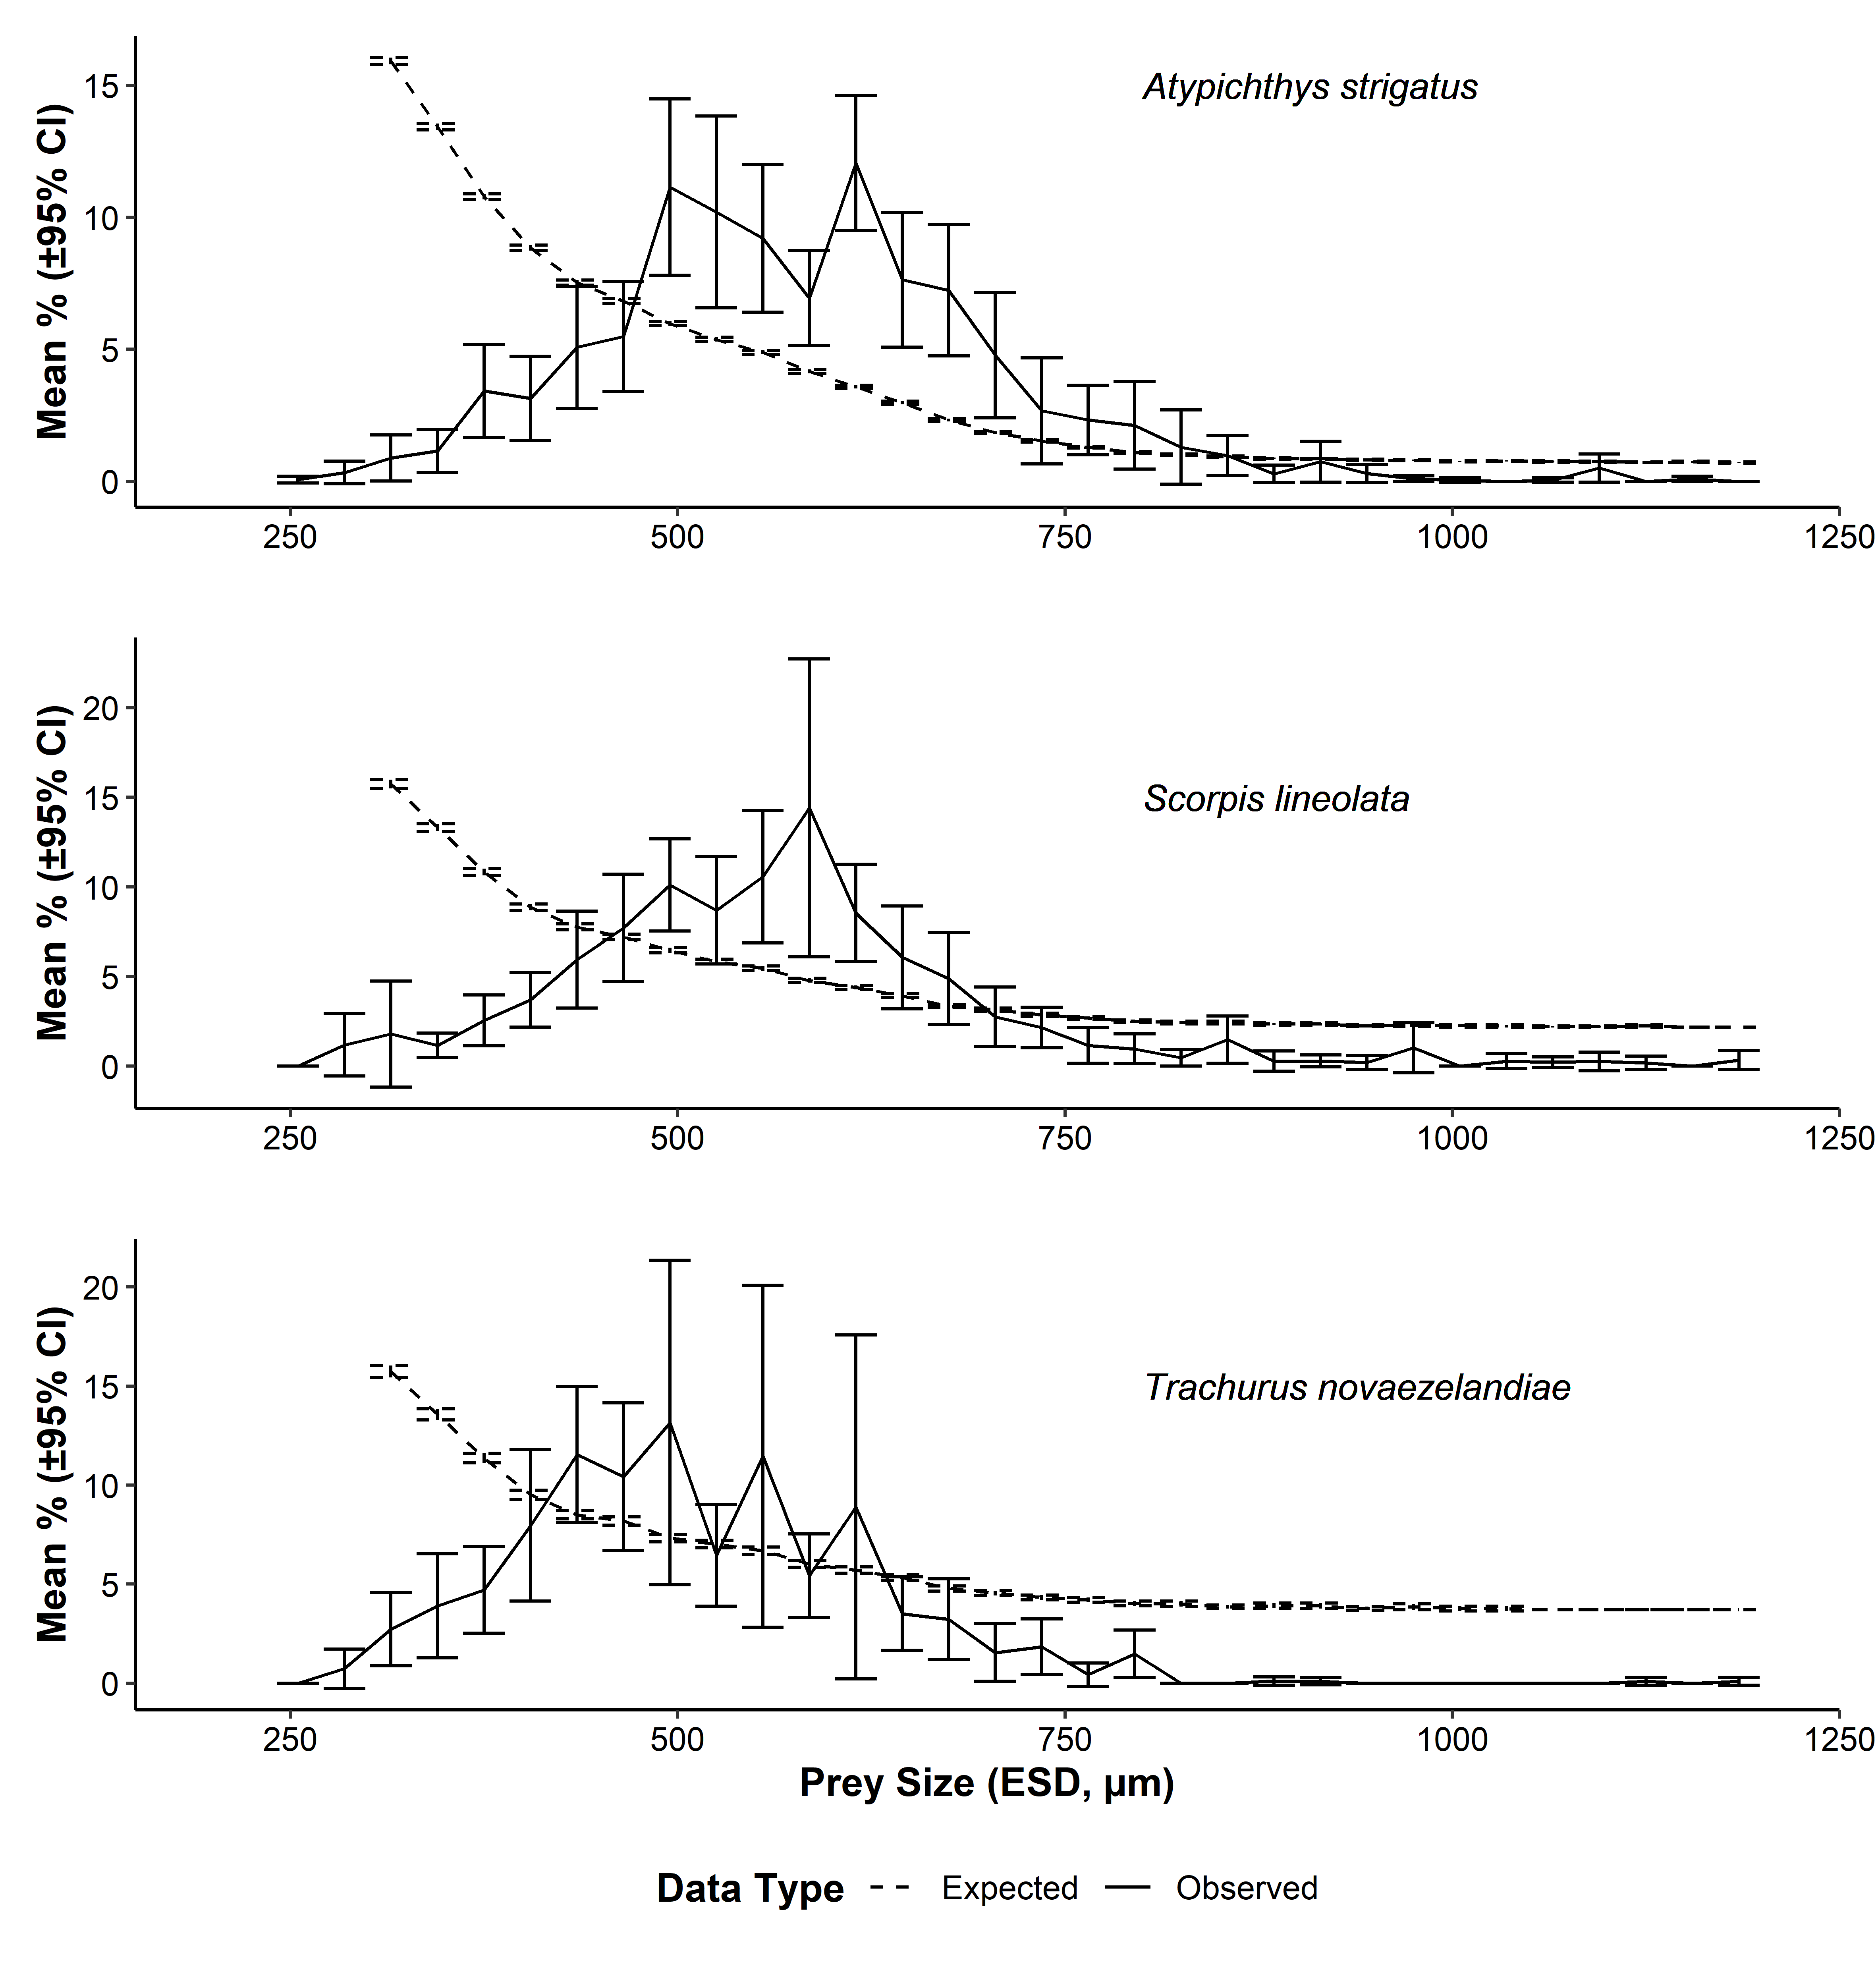 Mean % (±95% CI)
15
10
5
0
Atypichthys strigatus
250 500 750 1000 1250
Mean % (±95% CI)
20
15
10
5
0
Scorpis lineolata
250 500 750 1000 1250
Mean % (±95% CI)
20
15
10
5
0
Trachurus novaezelandiae
250 500 750 1000 1250
Prey Size (ESD, µm)
Data Type Expected Observed